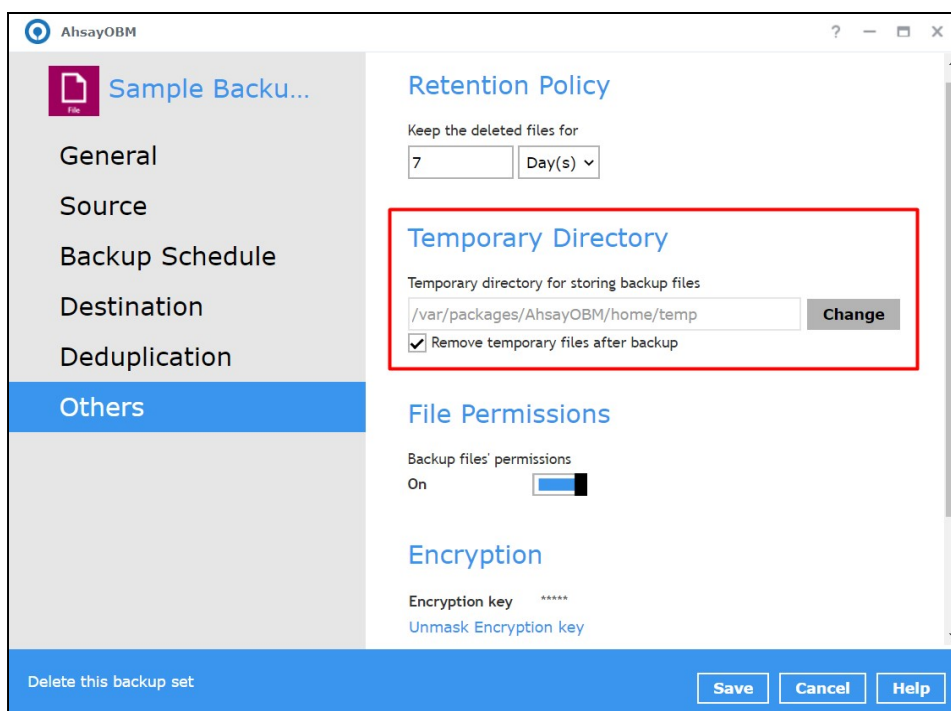 AhsayOBM
?
File
Sample Backu...
General
Source
Backup Schedule
Destination
Deduplication
Others
Retention Policy
Keep the deleted files for
7 Day(s)
Temporary Directory
Temporary directory for storing backup files
/var/packages/AhsayOBM/home/temp Change
Remove temporary files after backup
File Permissions
Backup files' permissions
On
Encryption
Encryption key *****
Unmask Encryption key
Delete this backup set
Save Cancel Help